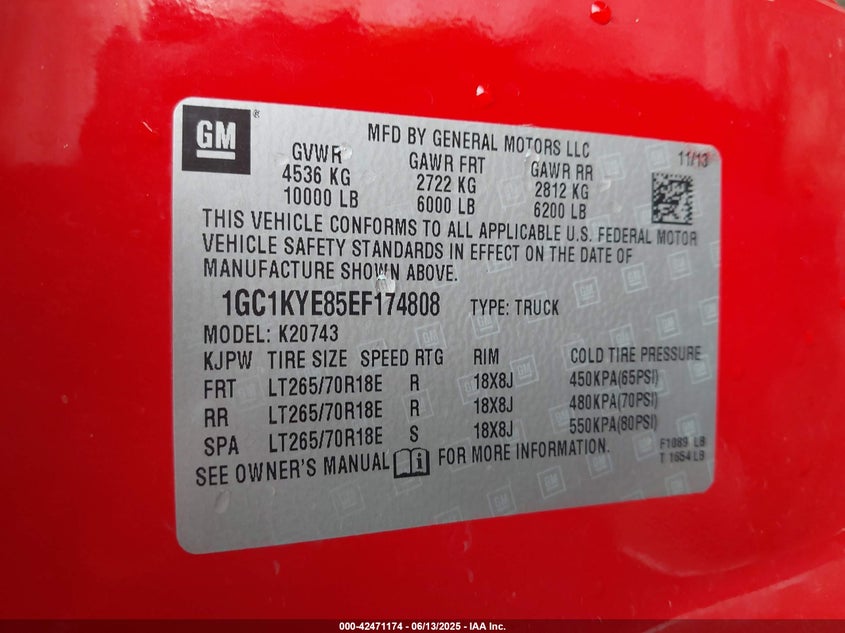 GM ®
MFD BY GENERAL MOTORS LLC
11/13
GVWR GAWR FRT GAWR RR
4536 KG 2722 KG 2812 KG
10000 LB 6000 LB 6200 LB
THIS VEHICLE CONFORMS TO ALL APPLICABLE U.S. FEDERAL MOTOR
VEHICLE SAFETY STANDARDS IN EFFECT ON THE DATE OF
MANUFACTURE SHOWN ABOVE.
1GC1KYE85EF174808 TYPE: TRUCK
MODEL: K20743
KJPW TIRE SIZE SPEED RTG RIM COLD TIRE PRESSURE
FRT LT265/70R18E R 18X8J 450KPA(65PSI)
RR LT265/70R18E R 18X8J 480KPA(70PSI)
SPA LT265/70R18E S 18X8J 550KPA(80PSI)
SEE OWNER'S MANUAL i FOR MORE INFORMATION.
F1089 LB
T 1654 LB
000-42471174 | 06/13/2025 - IAA Inc.